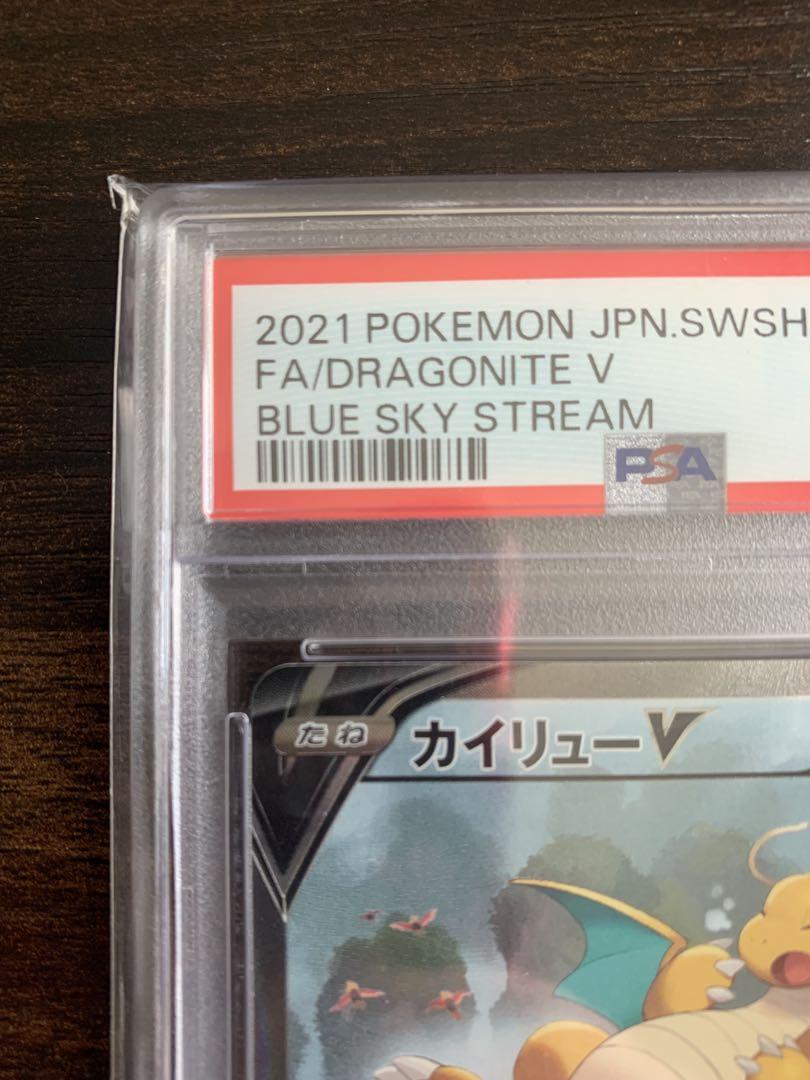 2021 POKEMON JPN.SWSH
FA/DRAGONITE V
BLUE SKY STREAM
PSA
たね
カイリューV